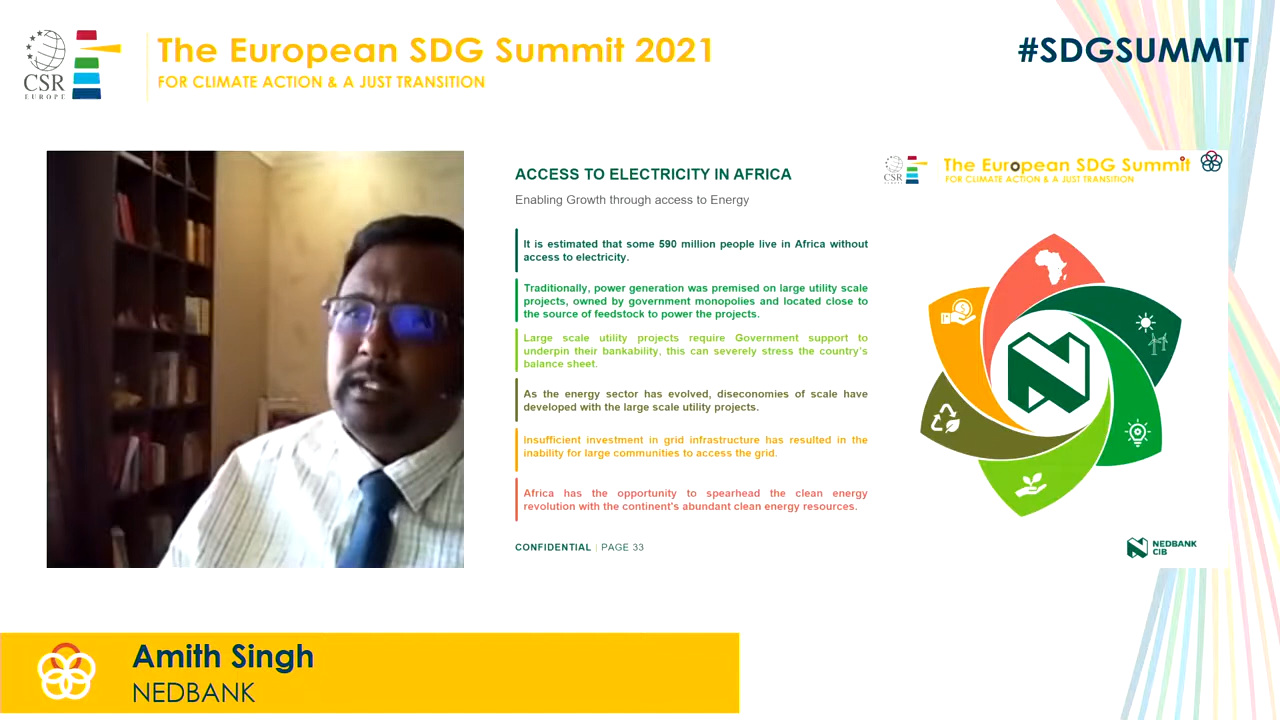 CSR
EUROPE
The European SDG Summit 2021
FOR CLIMATE ACTION & A JUST TRANSITION
#SDGSUMMIT
ACCESS TO ELECTRICITY IN AFRICA
Enabling Growth through access to Energy
It is estimated that some 590 million people live in Africa without
access to electricity.
Traditionally, power generation was premised on large utility scale
projects, owned by government monopolies and located close to
the source of feedstock to power the projects.
Large scale utility projects require Government support to
underpin their bankability, this can severely stress the country's
balance sheet.
As the energy sector has evolved, diseconomies of scale have
developed with the large scale utility projects.
Insufficient investment in grid infrastructure has resulted in the
inability for large communities to access the grid.
Africa has the opportunity to spearhead the clean energy
revolution with the continent's abundant clean energy resources.
CONFIDENTIAL | PAGE 33
CSR
The European SDG Summit
FOR CLIMATE ACTION & A JUST TRANSITION
N
NEDBANK
CIB
Amith Singh
NEDBANK